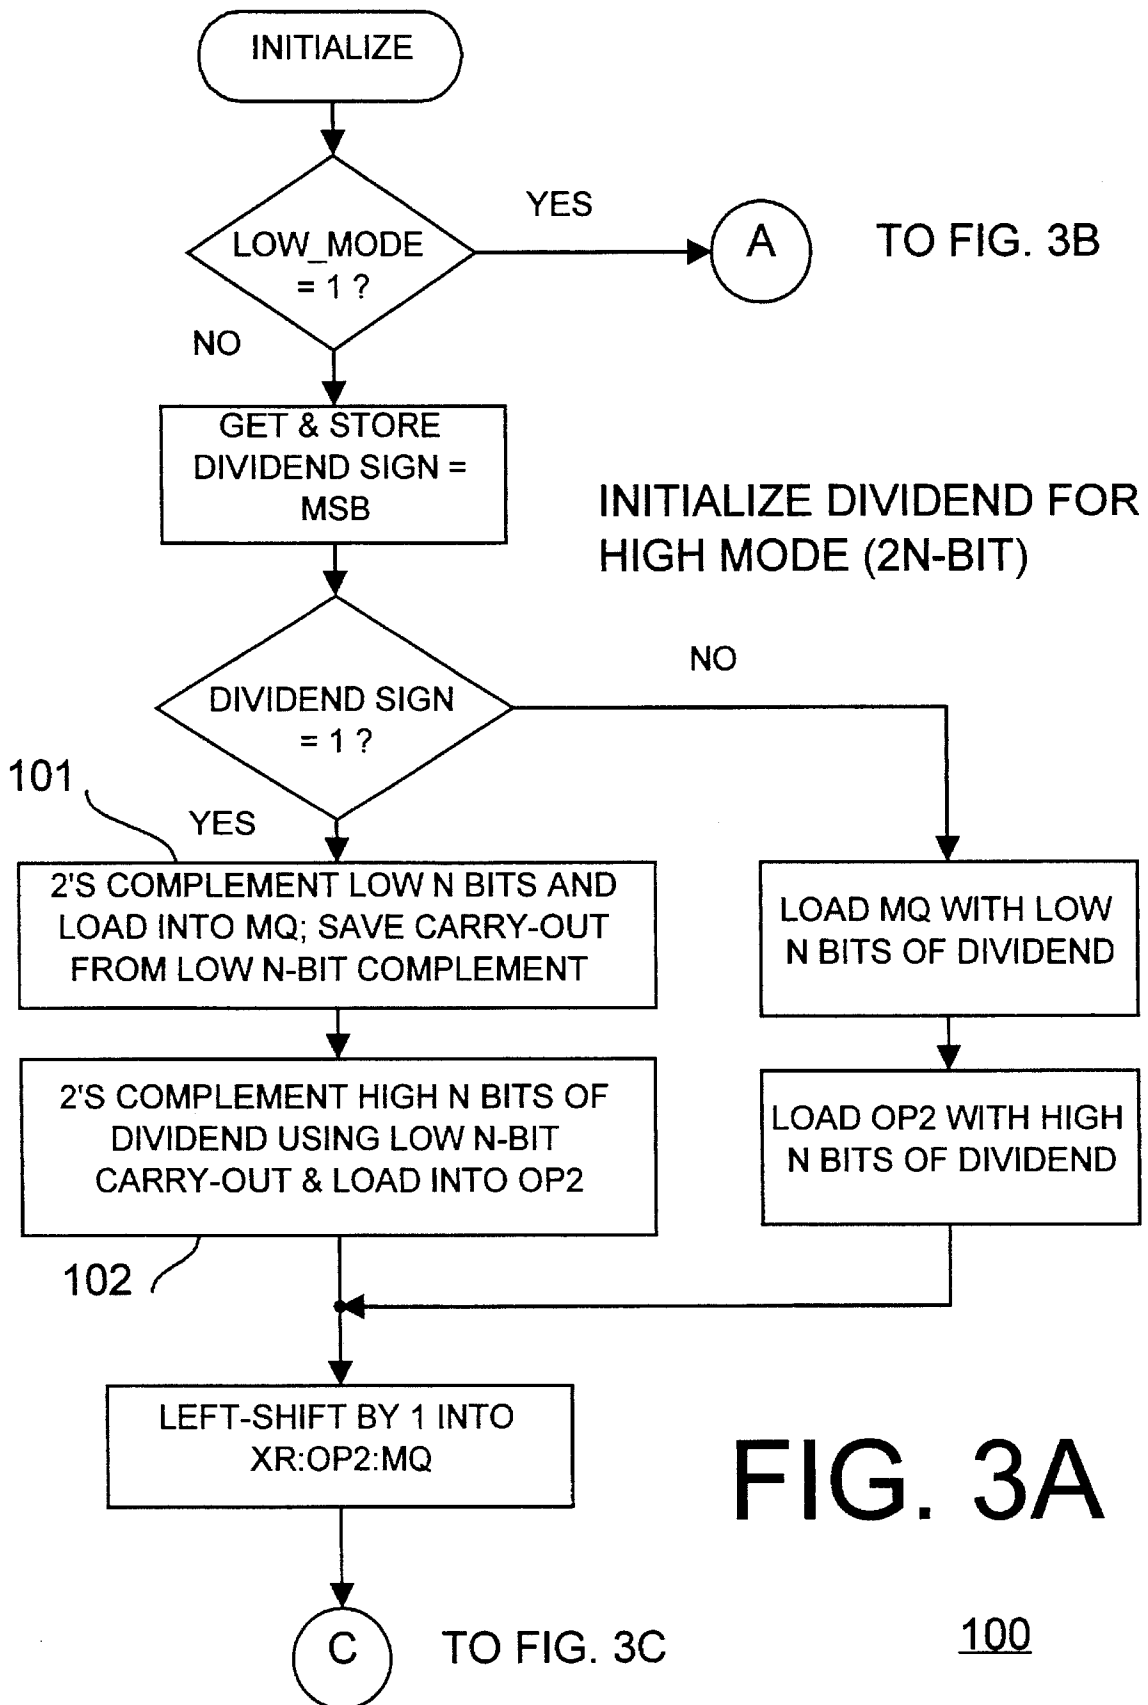 INITIALIZE
YES
LOW_MODE
= 1 ?
A
TO FIG. 3B
NO
GET & STORE
DIVIDEND SIGN =
MSB
INITIALIZE DIVIDEND FOR
HIGH MODE (2N-BIT)
NO
DIVIDEND SIGN
= 1 ?
101
YES
2'S COMPLEMENT LOW N BITS AND
LOAD INTO MQ; SAVE CARRY-OUT
FROM LOW N-BIT COMPLEMENT
LOAD MQ WITH LOW
N BITS OF DIVIDEND
2'S COMPLEMENT HIGH N BITS OF
DIVIDEND USING LOW N-BIT
CARRY-OUT & LOAD INTO OP2
LOAD OP2 WITH HIGH
N BITS OF DIVIDEND
102
LEFT-SHIFT BY 1 INTO
XR:OP2:MQ
FIG. 3A
C
TO FIG. 3C
100